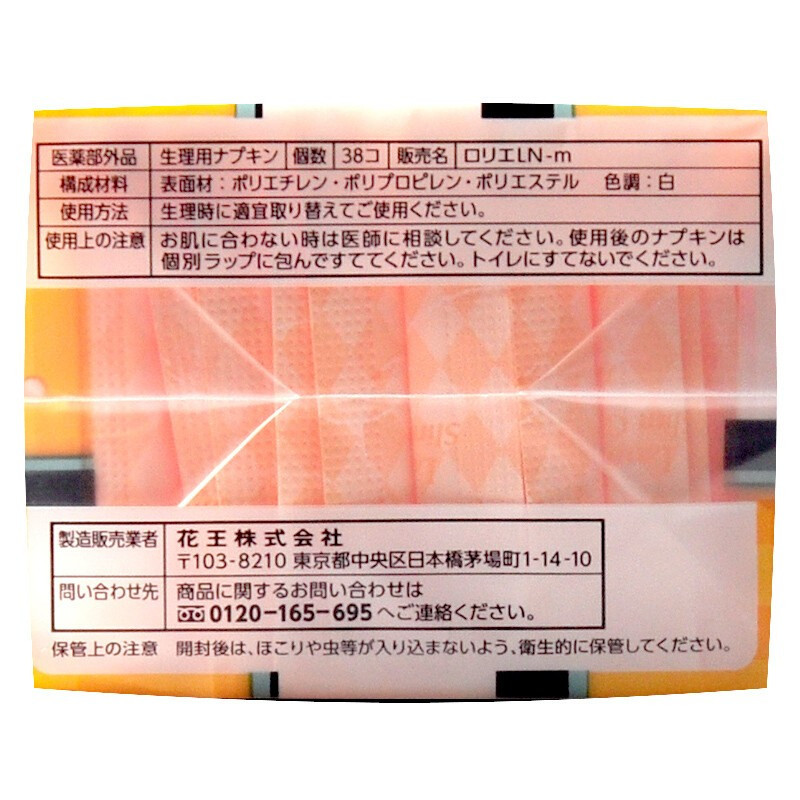 医薬部外品 生理用ナプキン 個数 38コ 販売名 ロリエLN-m
構成材料 表面材:ポリエチレン・ポリプロピレン・ポリエステル 色調:白
使用方法 生理時に適宜取り替えてご使用ください。
使用上の注意 お肌に合わない時は医師に相談してください。使用後のナプキンは
個別ラップに包んですててください。トイレにすてないでください。
製造販売業者 花王株式会社
〒103-8210 東京都中央区日本橋茅場町1-14-10
問い合わせ先 商品に関するお問い合わせは
0120-165-695へご連絡ください。
保管上の注意 開封後は、ほこりや虫等が入り込まないよう、衛生的に保管してください。